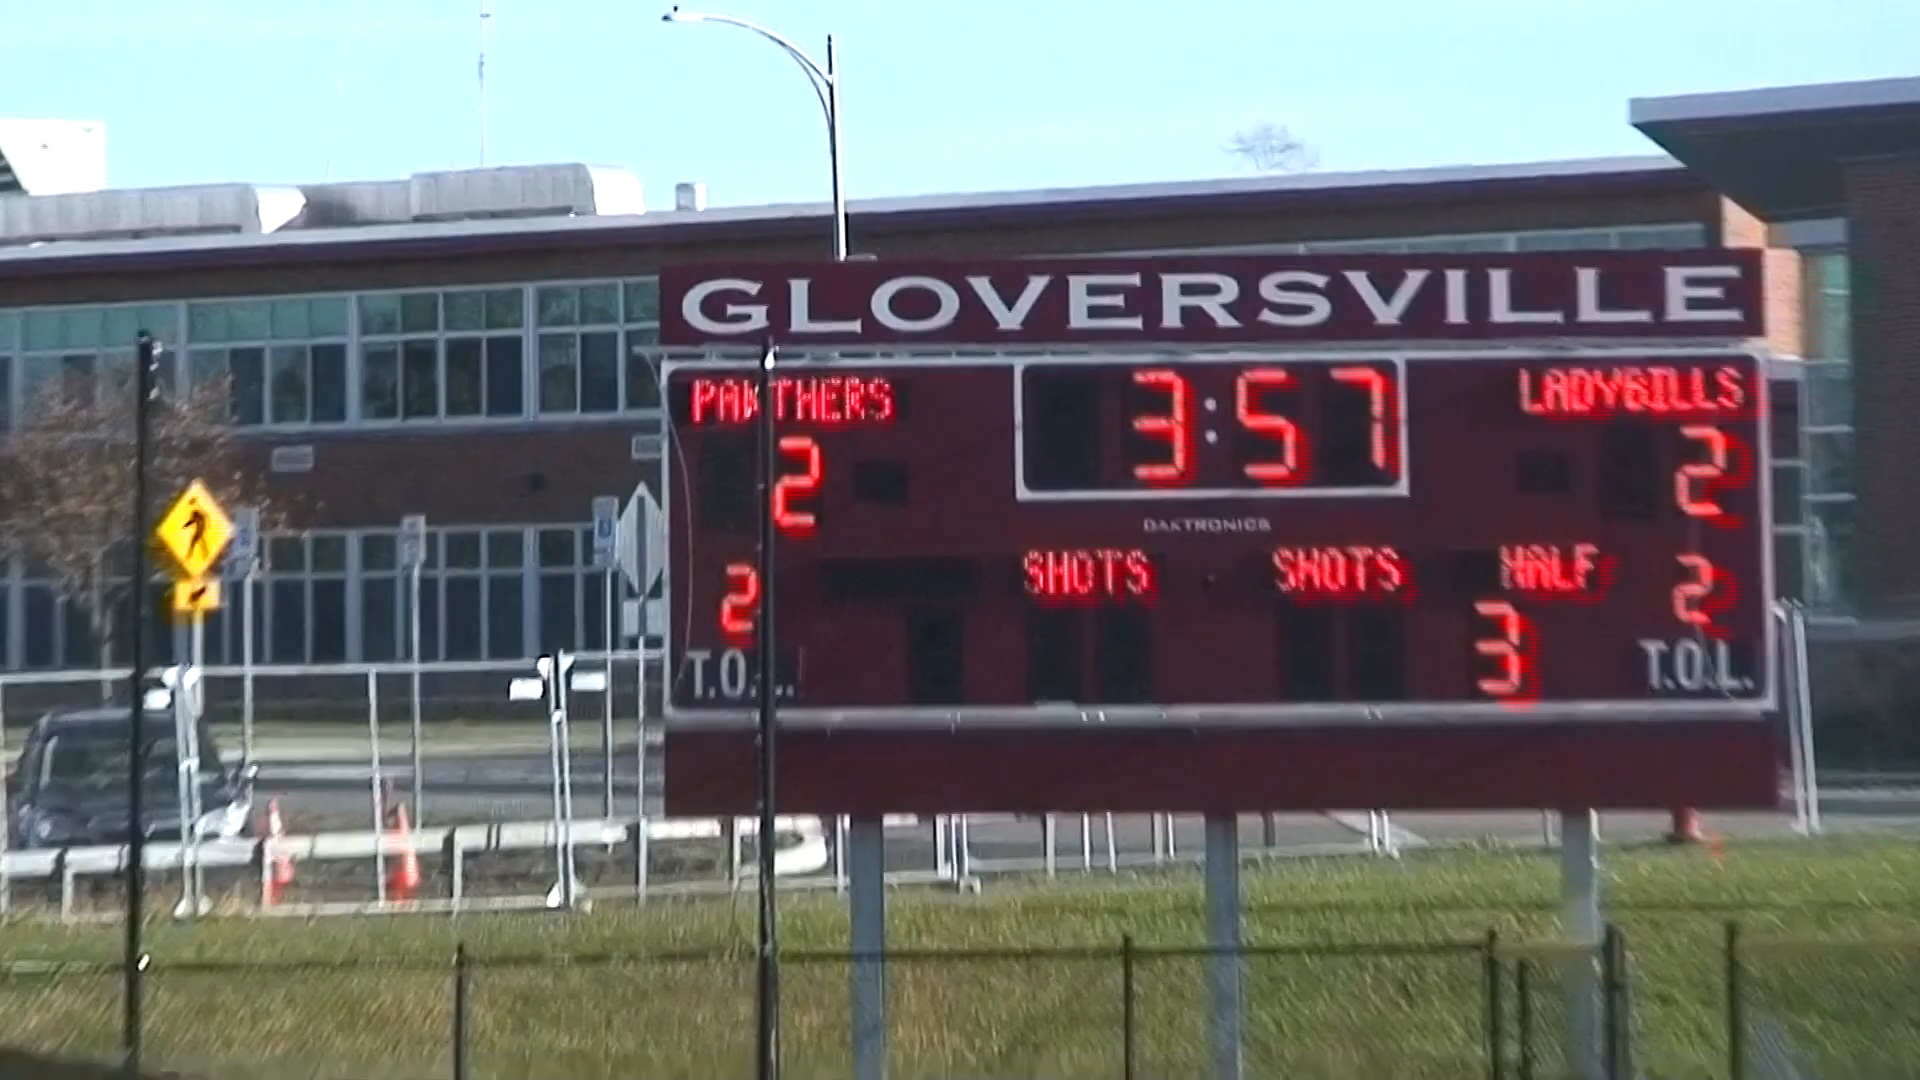 GLOVERSVILLE
PANTHERS 3:57 LADYBILLS
2 2
DAKTRONICS
SHOTS SHOTS HALF
2 3 2
T.O.L. T.O.L.